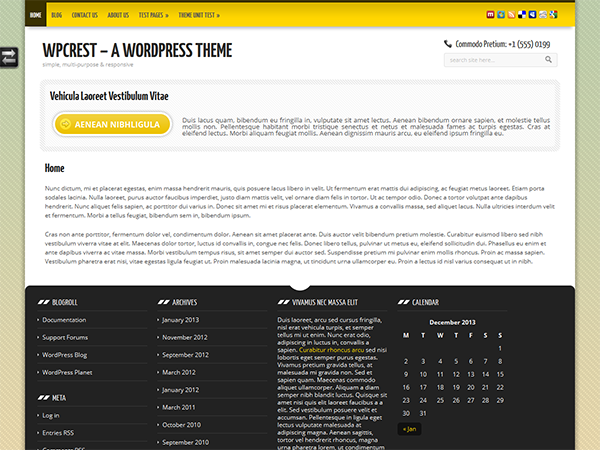 HOME BLOG CONTACT US ABOUT US TEST PAGES » THEME UNIT TEST »
WPCREST – A WORDPRESS THEME
simple, multi-purpose & responsive
Commodo Pretium: +1 (555) 0199
search site here...
Vehicula Laoreet Vestibulum Vitae
AENEAN NIBHLIGULA
Duis lacus quam, bibendum eu fringilla in, vulputate sit amet lectus. Aenean bibendum ornare sapien, et molestie tellus
mollis non. Pellentesque habitant morbi tristique senectus et netus et malesuada fames ac turpis egestas. Cras at
eleifend lectus. Morbi aliquam feugiat mollis. Aenean dignissim mauris arcu, eu eleifend ipsum fringilla eu.
Home
Nunc dictum, mi et placerat egestas, enim massa hendrerit mauris, quis posuere lacus libero in velit. Ut fermentum erat mattis dui adipiscing, ac feugiat metus laoreet. Etiam porta
sodales lacinia. Nulla laoreet, purus auctor faucibus imperdiet, justo diam mattis velit, vel ornare diam felis in tortor. Ut ac tempor odio. Donec a tortor volutpat ante dapibus
hendrerit. Nunc aliquet felis sapien, ac porttitor dui varius in. Donec sit amet mi et risus placerat elementum. Vivamus a convallis massa, sed aliquet lacus. Nulla ultricies interdum velit
et fermentum. Morbi a tellus feugiat, bibendum sem in, bibendum ipsum.
Cras non ante porttitor, fermentum dolor vel, condimentum dolor. Aenean sit amet placerat ante. Duis auctor velit bibendum pretium molestie. Curabitur euismod libero sed nibh
vestibulum viverra vitae at elit. Maecenas dolor tortor, luctus id convallis in, congue nec felis. Donec libero tellus, pulvinar ut metus eu, eleifend sollicitudin dui. Phasellus eu enim et
ante dapibus viverra ac vitae massa. Morbi vestibulum tempus risus, sit amet semper dui auctor sed. Suspendisse pretium mi pulvinar enim mollis rhoncus. Proin ac massa sapien.
Vestibulum pharetra erat nisi, vitae egestas ligula feugiat ut. Proin malesuada lacinia magna, ut tincidunt urna ullamcorper eu. Proin a lectus id nisl varius consequat ut in nibh.
BLOGROLL
Documentation
Support Forums
WordPress Blog
WordPress Planet
META
Log in
Entries RSS
Comments RSS
ARCHIVES
January 2013
November 2012
September 2012
March 2012
January 2012
March 2011
October 2010
September 2010
VIVAMUS NEC MASSA ELIT
Duis laoreet, arcu sed cursus fringilla,
nisl erat vehicula turpis, et semper
tellus mi ut enim. Nunc erat odio,
adipiscing in luctus in, convallis a
sapien. Curabitur rhoncus arcu sed nisi
lobortis eget semper purus egestas.
Vivamus pretium gravida tellus, at
malesuada mi gravida non. Sed et
sapien quam. Maecenas commodo
aliquet ullamcorper. Aliquam a diam
semper nibh blandit luctus. Quisque sit
amet nisi quis elit laoreet faucibus a a
elit. Sed vestibulum posuere velit et
accumsan. Pellentesque in ligula eget
lectus vulputate malesuada at
adipiscing magna. Aenean sagittis,
tortor vel hendrerit rhoncus, magna
urna pharetra lorem, ut condimentum
CALENDAR
December 2013
M T W T F S S
1
2 3 4 5 6 7 8
9 10 11 12 13 14 15
16 17 18 19 20 21 22
23 24 25 26 27 28 29
30 31
« Jan